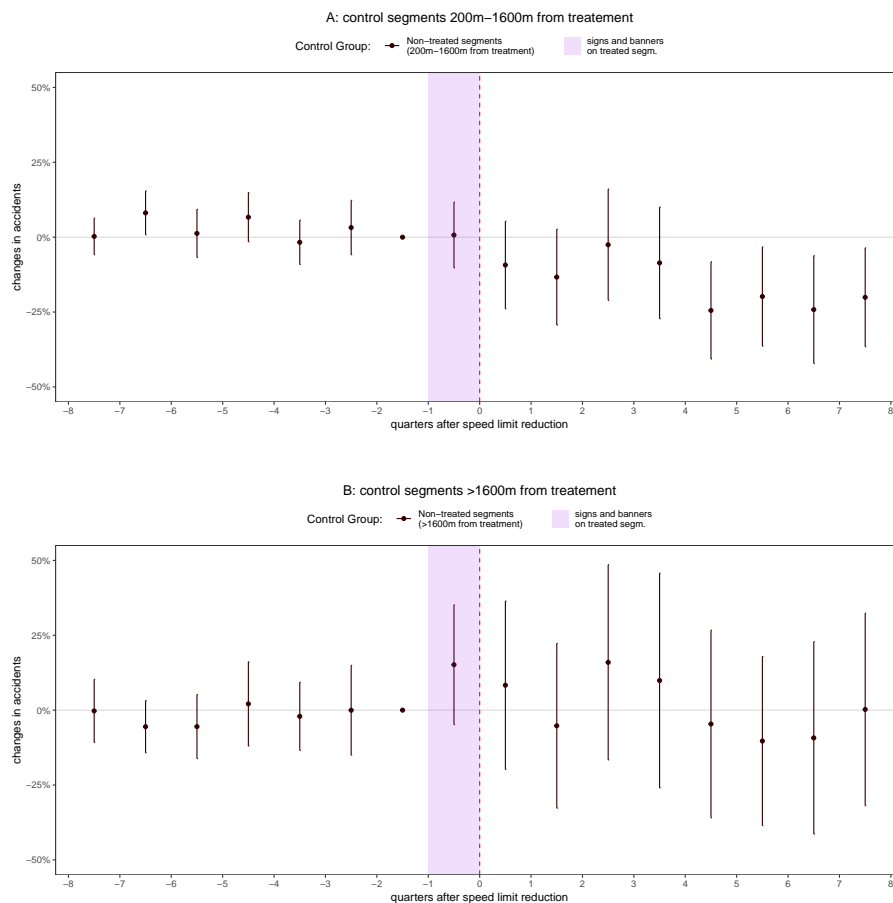 A: control segments 200m−1600m from treatement
Control Group:
Non−treated segments
(200m−1600m from treatment)
signs and banners
on treated segm.
changes in accidents
50%
25%
0%
−25%
−50%
−8 −7 −6 −5 −4 −3 −2 −1 0 1 2 3 4 5 6 7 8
quarters after speed limit reduction
B: control segments >1600m from treatement
Control Group:
Non−treated segments
(>1600m from treatment)
signs and banners
on treated segm.
changes in accidents
50%
25%
0%
−25%
−50%
−8 −7 −6 −5 −4 −3 −2 −1 0 1 2 3 4 5 6 7 8
quarters after speed limit reduction